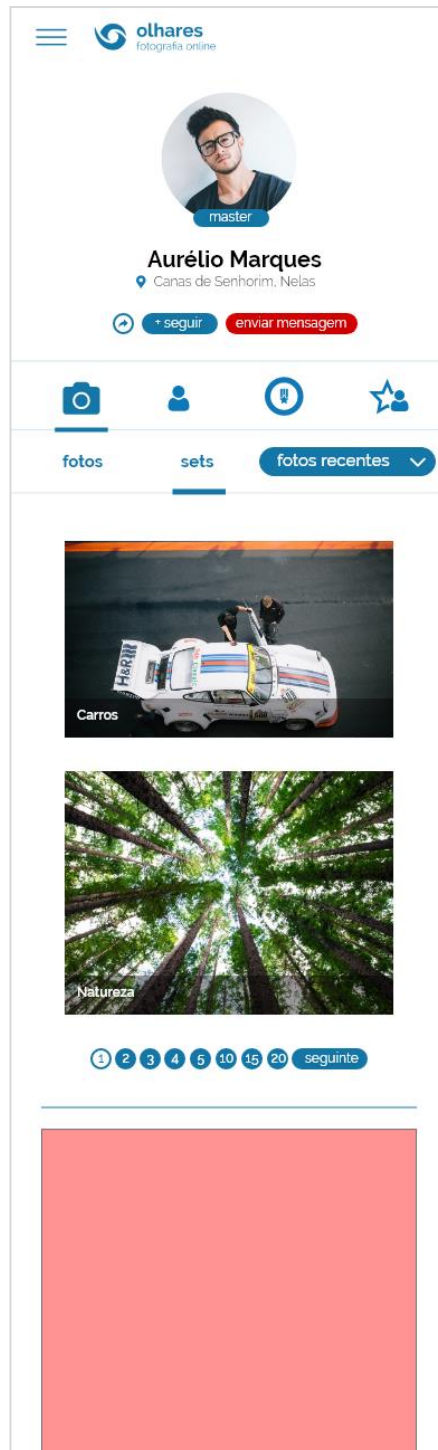 olhares
fotografia online
master
Aurélio Marques
Canas de Senhorim, Nelas
+ seguir enviar mensagem
fotos sets fotos recentes
H&R
Carros
Natureza
1 2 3 4 5 10 15 20 seguinte